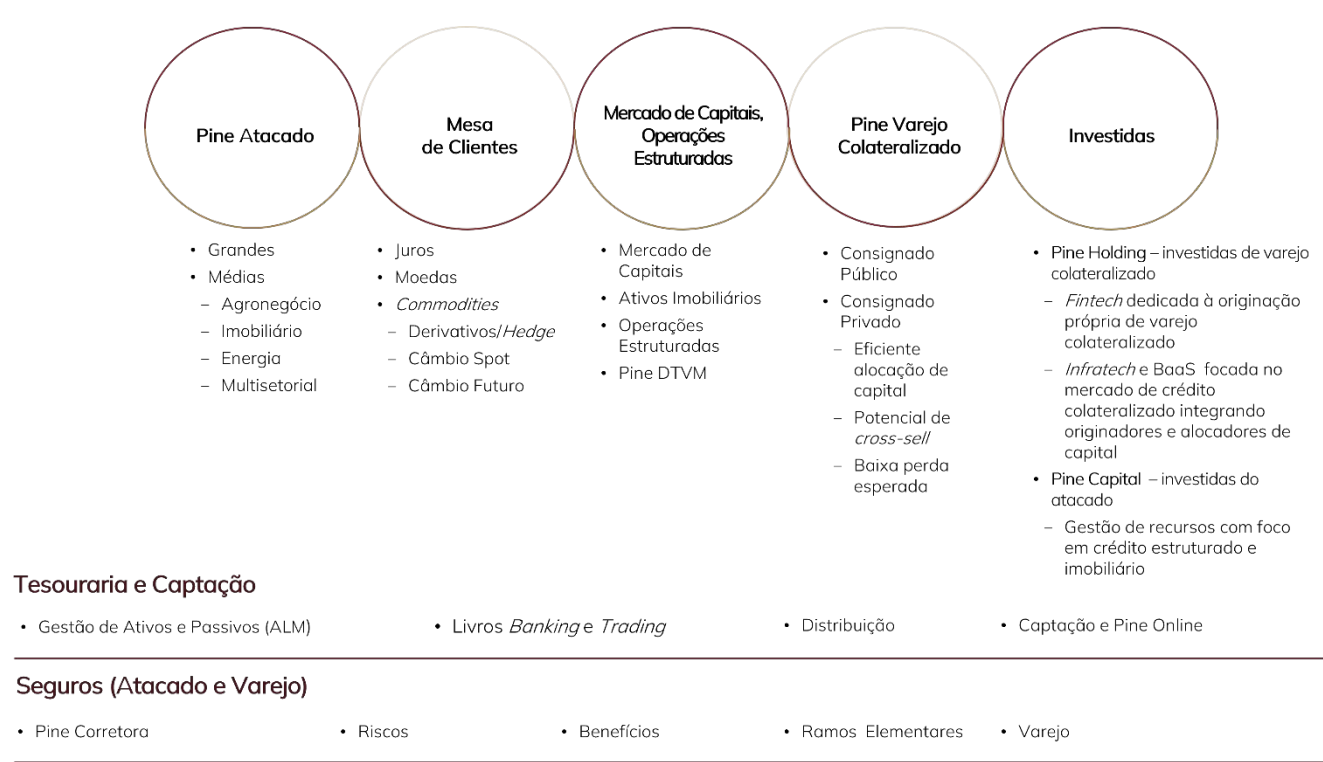 Pine Atacado
Mesa
de Clientes
Mercado de Capitais,
Operações
Estruturadas
Pine Varejo
Colateralizado
Investidas
• Grandes
• Médias
– Agronegócio
– Imobiliário
– Energia
– Multisetorial
• Juros
• Moedas
• Commodities
– Derivativos/Hedge
– Câmbio Spot
– Câmbio Futuro
• Mercado de
Capitais
• Ativos Imobiliários
• Operações
Estruturadas
• Pine DTVM
• Consignado
Público
• Consignado
Privado
– Eficiente
alocação de
capital
– Potencial de
cross-sell
– Baixa perda
esperada
• Pine Holding – investidas de varejo
colateralizado
– Fintech dedicada à originação
própria de varejo
colateralizado
– Infratech e BaaS focada no
mercado de crédito
colateralizado integrando
originadores e alocadores de
capital
• Pine Capital – investidas do
atacado
– Gestão de recursos com foco
em crédito estruturado e
imobiliário
Tesouraria e Captação
• Gestão de Ativos e Passivos (ALM)
• Livros Banking e Trading
• Distribuição
• Captação e Pine Online
Seguros (Atacado e Varejo)
• Pine Corretora
• Riscos
• Benefícios
• Ramos Elementares
• Varejo